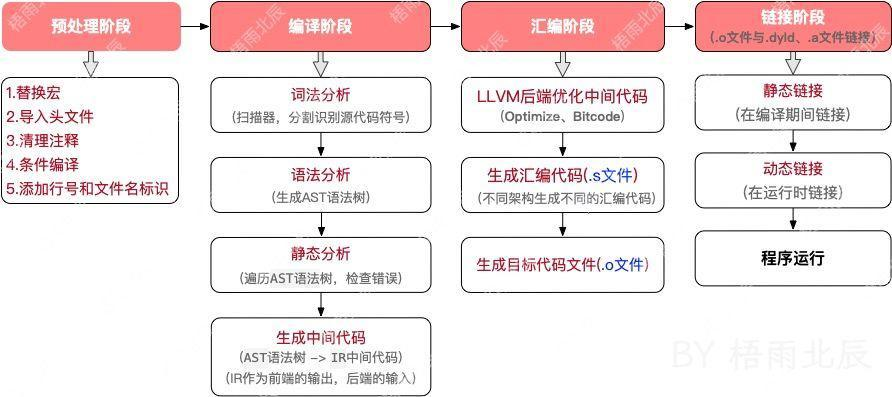 预处理阶段
1.替换宏
2.导入头文件
3.清理注释
4.条件编译
5.添加行号和文件名标识
编译阶段
词法分析
(扫描器，分割识别源代码符号)
语法分析
(生成AST语法树)
静态分析
(遍历AST语法树，检查错误)
生成中间代码
(AST语法树 -> IR中间代码)
(IR作为前端的输出，后端的输入)
汇编阶段
LLVM后端优化中间代码
(Optimize、Bitcode)
生成汇编代码(.s文件)
(不同架构生成不同的汇编代码)
生成目标代码文件(.o文件)
链接阶段
(.o文件与.dyld、.a文件链接)
静态链接
(在编译期间链接)
动态链接
(在运行时链接)
程序运行
BY 梧雨北辰